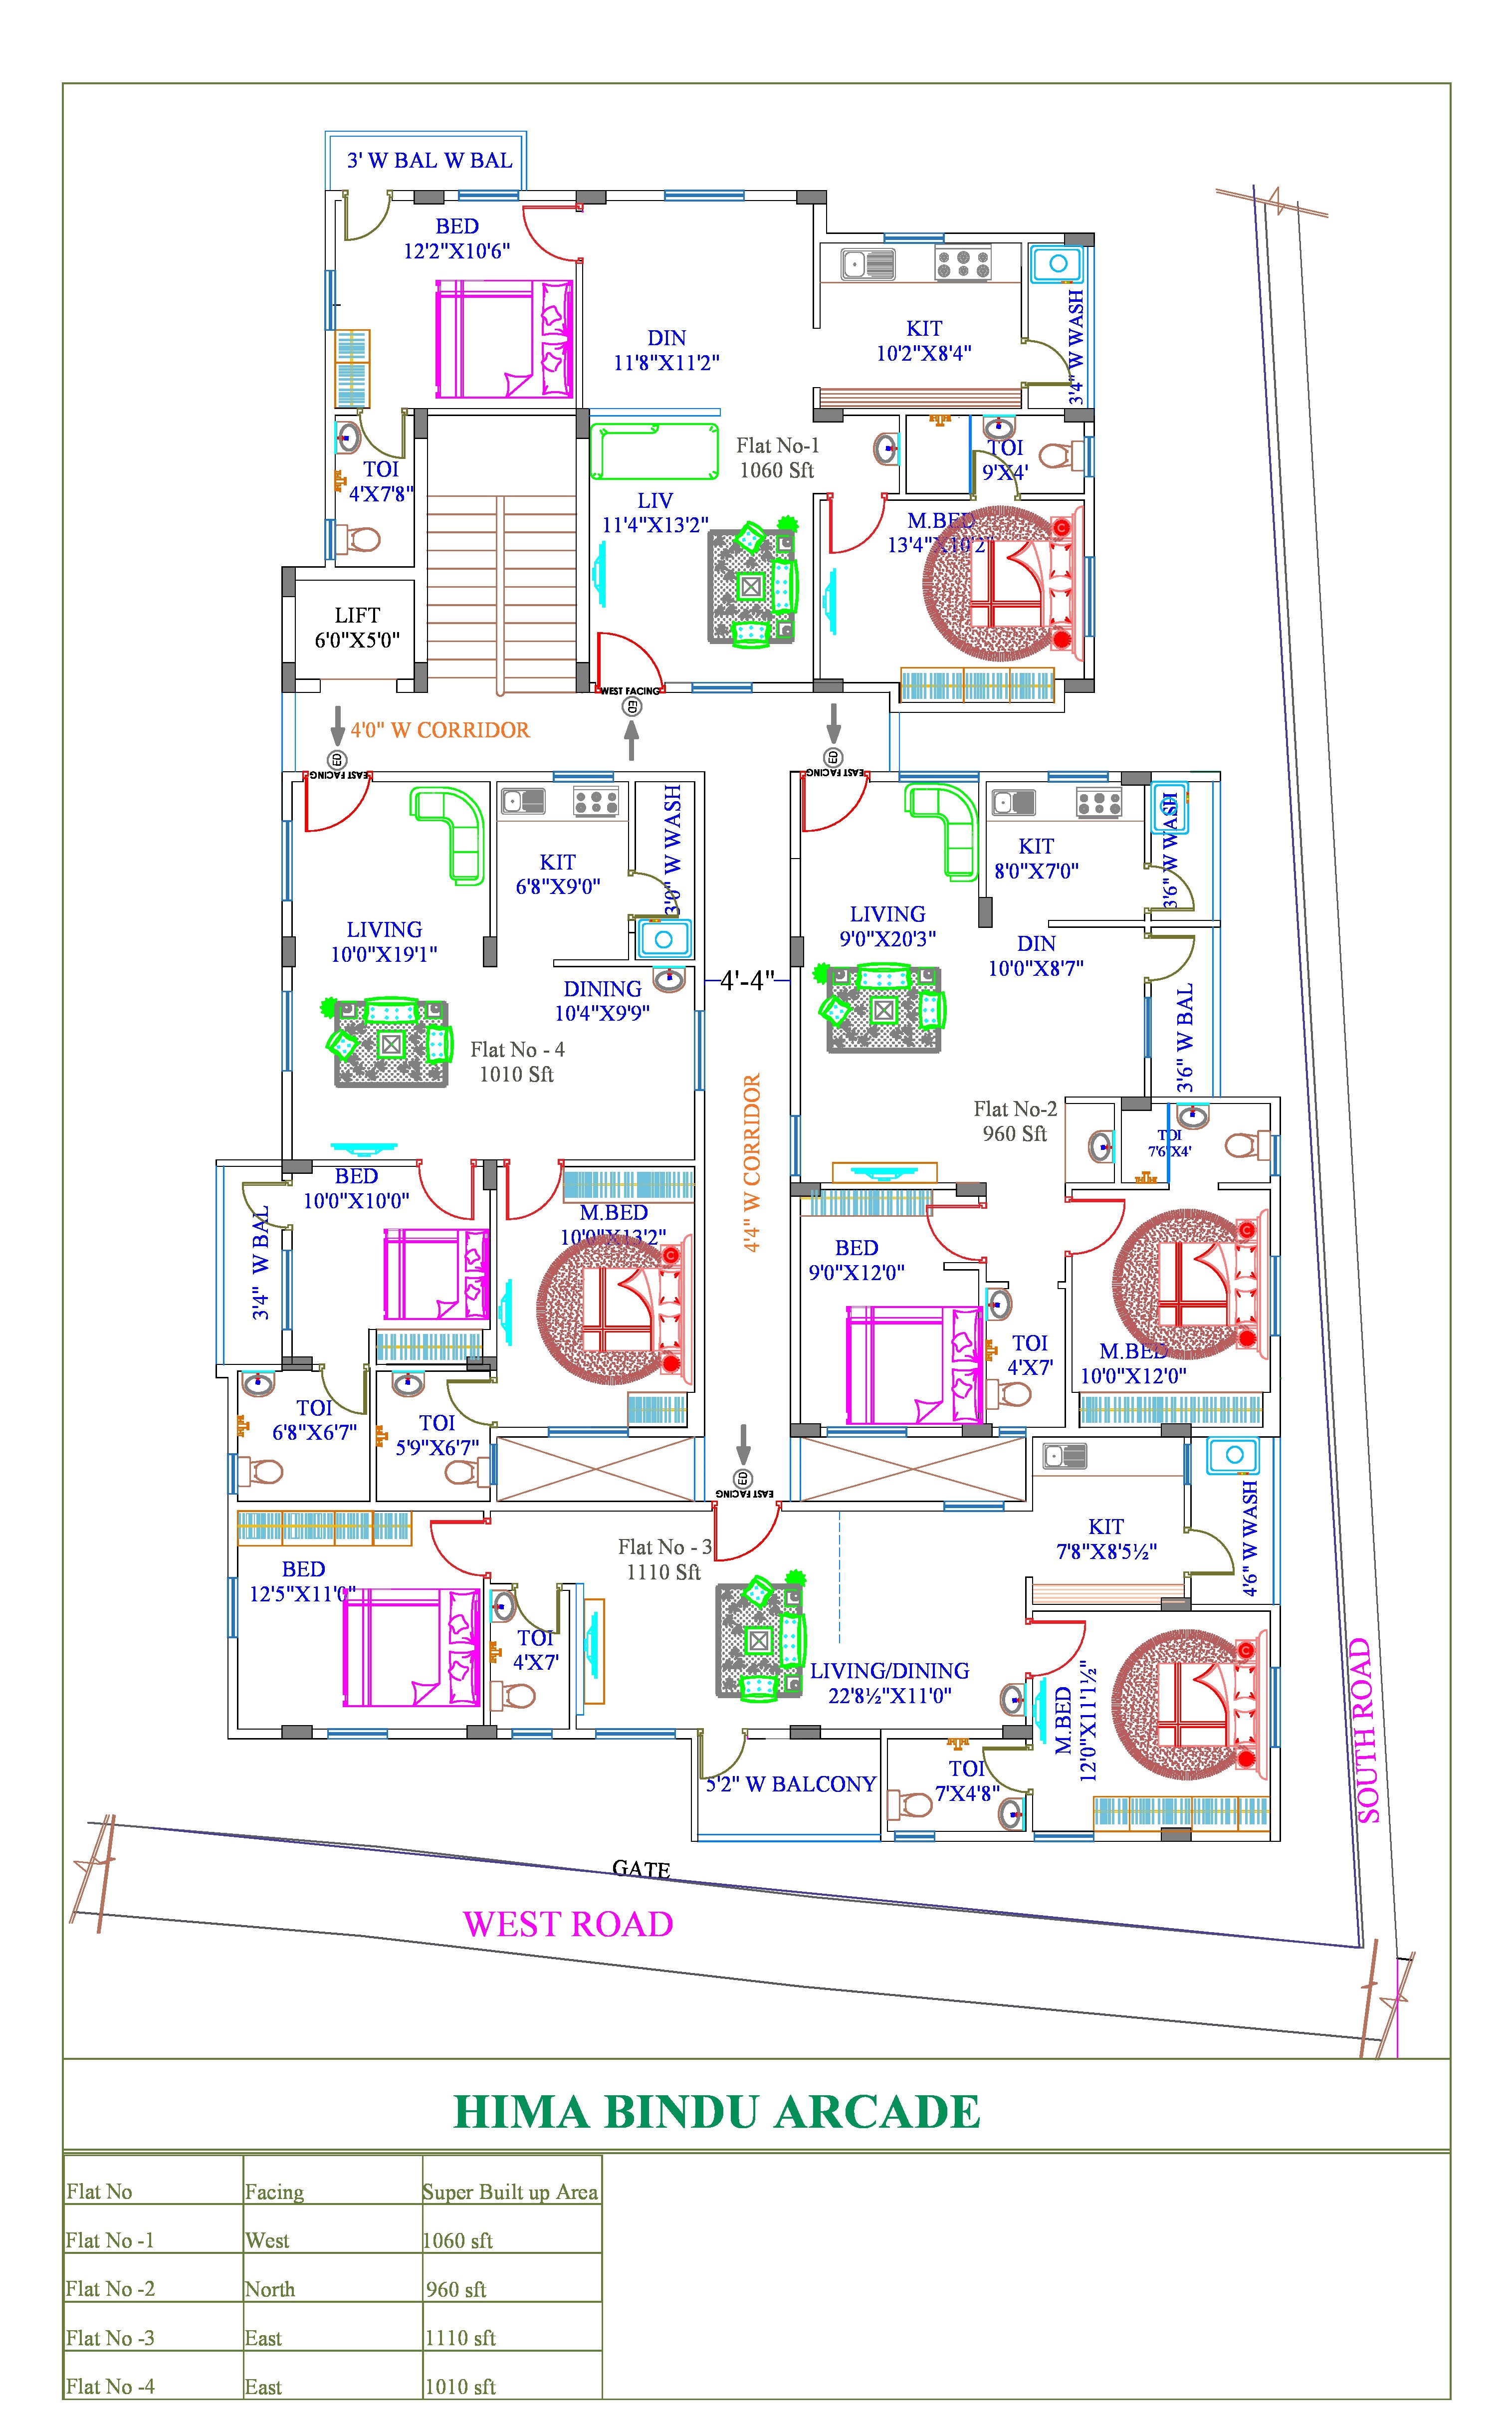 3' W BAL W BAL
BED
12'2"X10'6"
DIN
11'8"X11'2"
KIT
10'2"X8'4"
3'4" W WASH
TOI
4'X7'8"
Flat No-1
1060 Sft
TOI
9'X4'
LIV
11'4"X13'2"
M.BED
13'4"X10'2"
LIFT
6'0"X5'0"
WEST FACING
ED
4'0" W CORRIDOR
ED
EAST FACING
ED
EAST FACING
KIT
6'8"X9'0"
3'0" W WASH
LIVING
10'0"X19'1"
DINING
10'4"X9'9"
Flat No - 4
1010 Sft
4'-4"
4'4" W CORRIDOR
KIT
8'0"X7'0"
3'6" W WASH
LIVING
9'0"X20'3"
DIN
10'0"X8'7"
3'6" W BAL
Flat No-2
960 Sft
TOI
7'6"X4'
BED
10'0"X10'0"
M.BED
10'0"X13'2"
3'4" W BAL
BED
9'0"X12'0"
TOI
4'X7'
M.BED
10'0"X12'0"
TOI
6'8"X6'7"
TOI
5'9"X6'7"
ED
EAST FACING
Flat No - 3
1110 Sft
KIT
7'8"X8'5½"
4'6" W WASH
BED
12'5"X11'0"
TOI
4'X7'
LIVING/DINING
22'8½"X11'0"
M.BED
12'0"X11'1½"
5'2" W BALCONY
TOI
7'X4'8"
SOUTH ROAD
GATE
WEST ROAD
HIMA BINDU ARCADE
Flat No Facing Super Built up Area
Flat No -1 West 1060 sft
Flat No -2 North 960 sft
Flat No -3 East 1110 sft
Flat No -4 East 1010 sft